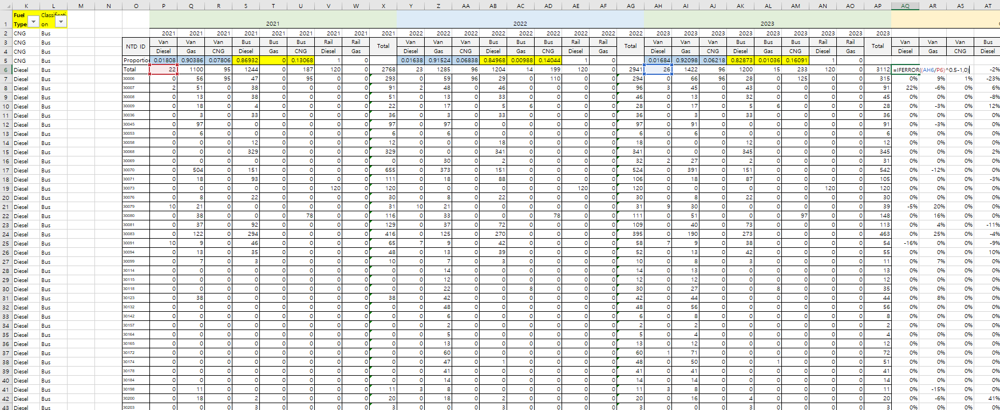 K L M N O P Q R S T U V W X Y Z AA AB AC AD AE AF AG AH AI AJ AK AL AM AN AO AP AQ AR AS AT
Fuel Classificati
1 Type on 2021 2022 2023
2 CNG Bus 2021 2021 2021 2021 2021 2021 2021 2021 2021 2022 2022 2022 2022 2022 2022 2022 2022 2022 2023 2023 2023 2023 2023 2023 2023 2023 2023
3 CNG Bus NTD ID Van Van Van Bus Bus Bus Rail Rail Total Van Van Van Bus Bus Bus Rail Rail Total Van Van Van Bus Bus Bus Rail Rail Total Van Van Van Bus
4 CNG Bus Diesel Gas CNG Diesel Gas CNG Diesel Gas Diesel Gas CNG Diesel Gas CNG Diesel Gas Diesel Gas CNG Diesel Gas CNG Diesel Gas Diesel Gas CNG Diesel
5 CNG Bus Proportio 0.01808 0.90386 0.07806 0.86932 0 0.13068 1 0 0.01638 0.91524 0.06838 0.84968 0.00988 0.14044 1 0 0.01684 0.92098 0.06218 0.82873 0.01036 0.16091 1 0
6 Diesel Bus Total 22 1100 95 1244 0 187 120 0 2768 23 1285 96 1204 14 199 120 0 2941 26 1422 96 1200 15 233 120 0 3112 =IFERROR((AH6/P6)^0.5-1,0) -2%
7 Diesel Bus 30006 0 56 95 47 0 95 0 0 293 0 59 96 29 0 110 0 0 294 0 66 96 28 0 125 0 0 315 0% 9% 1% -23%
8 Diesel Bus 30007 2 51 0 38 0 0 0 0 91 2 48 0 46 0 0 0 0 96 3 45 0 43 0 0 0 0 91 22% -6% 0% 6%
9 Diesel Bus 30008 0 13 0 38 0 0 0 0 51 0 13 0 33 0 0 0 0 46 0 13 0 32 0 0 0 0 45 0% 0% 0% -8%
10 Diesel Bus 30009 0 18 0 4 0 0 0 0 22 0 17 0 5 6 0 0 0 28 0 17 0 5 6 0 0 0 28 0% -3% 0% 12%
11 Diesel Bus 30036 0 3 0 33 0 0 0 0 36 0 3 0 33 0 0 0 0 36 0 3 0 33 0 0 0 0 36 0% 0% 0% 0%
12 Diesel Bus 30045 0 97 0 0 0 0 0 0 97 0 97 0 0 0 0 0 0 97 0 91 0 0 0 0 0 0 91 0% -3% 0% 0%
13 Diesel Bus 30053 0 6 0 0 0 0 0 0 6 0 6 0 0 0 0 0 0 6 0 6 0 0 0 0 0 0 6 0% 0% 0% 0%
14 Diesel Bus 30058 0 0 0 12 0 0 0 0 12 0 0 0 18 0 0 0 0 18 0 0 0 12 0 0 0 0 12 0% 0% 0% 0%
15 Diesel Bus 30068 0 0 0 329 0 0 0 0 329 0 0 0 341 0 0 0 0 341 0 0 0 345 0 0 0 0 345 0% 0% 0% 2%
16 Diesel Bus 30069 0 0 0 0 0 0 0 0 0 0 30 0 2 0 0 0 0 32 2 27 0 2 0 0 0 0 31 0% 0% 0% 0%
17 Diesel Bus 30070 0 504 0 151 0 0 0 0 655 0 373 0 151 0 0 0 0 524 0 391 0 151 0 0 0 0 542 0% -12% 0% 0%
18 Diesel Bus 30071 0 18 0 93 0 0 0 0 111 0 18 0 88 0 0 0 0 106 0 18 0 87 0 0 0 0 105 0% 0% 0% -3%
19 Diesel Bus 30073 0 0 0 0 0 0 120 0 120 0 0 0 0 0 0 120 0 120 0 0 0 0 0 0 120 0 120 0% 0% 0% 0%
20 Diesel Bus 30076 0 8 0 22 0 0 0 0 30 0 8 0 22 0 0 0 0 30 0 8 0 22 0 0 0 0 30 0% 0% 0% 0%
21 Diesel Bus 30079 10 21 0 0 0 0 0 0 31 10 21 0 0 0 0 0 0 31 9 30 0 0 0 0 0 0 39 -5% 20% 0% 0%
22 Diesel Bus 30080 0 38 0 0 0 78 0 0 116 0 33 0 0 0 78 0 0 111 0 51 0 0 0 97 0 0 148 0% 16% 0% 0%
23 Diesel Bus 30081 0 37 0 92 0 0 0 0 129 0 37 0 72 0 0 0 0 109 0 40 0 73 0 0 0 0 113 0% 4% 0% -11%
24 Diesel Bus 30083 0 122 0 294 0 0 0 0 416 0 125 0 270 0 0 0 0 395 0 190 0 273 0 0 0 0 463 0% 25% 0% -4%
25 Diesel Bus 30091 10 9 0 46 0 0 0 0 65 7 9 0 42 0 0 0 0 58 7 9 0 38 0 0 0 0 54 -16% 0% 0% -9%
26 Diesel Bus 30094 0 13 0 35 0 0 0 0 48 0 13 0 39 0 0 0 0 52 0 13 0 42 0 0 0 0 55 0% 0% 0% 10%
27 Diesel Bus 30099 0 7 0 3 0 0 0 0 10 0 7 0 3 0 0 0 0 10 0 8 0 3 0 0 0 0 11 0% 7% 0% 0%
28 Diesel Bus 30114 0 0 0 0 0 0 0 0 0 0 14 0 0 0 0 0 0 14 0 13 0 0 0 0 0 0 13 0% 0% 0% 0%
29 Diesel Bus 30115 0 0 0 0 0 0 0 0 0 0 12 0 0 0 0 0 0 12 0 12 0 0 0 0 0 0 12 0% 0% 0% 0%
30 Diesel Bus 30118 0 0 0 0 0 0 0 0 0 0 22 0 0 8 0 0 0 30 0 27 0 0 8 0 0 0 35 0% 0% 0% 0%
31 Diesel Bus 30123 0 38 0 0 0 0 0 0 38 0 42 0 0 0 0 0 0 42 0 44 0 0 0 0 0 0 44 0% 8% 0% 0%
32 Diesel Bus 30132 0 0 0 0 0 0 0 0 0 0 48 0 0 0 0 0 0 48 0 56 0 0 0 0 0 0 56 0% 0% 0% 0%
33 Diesel Bus 30142 0 0 0 0 0 0 0 0 0 0 6 0 0 0 0 0 0 6 0 8 0 0 0 0 0 0 8 0% 0% 0% 0%
34 Diesel Bus 30157 0 0 0 0 0 0 0 0 0 0 2 0 0 0 0 0 0 2 0 2 0 0 0 0 0 0 2 0% 0% 0% 0%
35 Diesel Bus 30164 0 0 0 0 0 0 0 0 0 0 5 0 0 0 0 0 0 5 0 4 0 0 0 0 0 0 4 0% 0% 0% 0%
36 Diesel Bus 30165 0 0 0 0 0 0 0 0 0 0 13 0 0 0 0 0 0 13 0 12 0 0 0 0 0 0 12 0% 0% 0% 0%
37 Diesel Bus 30172 0 0 0 0 0 0 0 0 0 0 60 0 0 0 0 0 0 60 1 71 0 0 0 0 0 0 72 0% 0% 0% 0%
38 Diesel Bus 30174 0 0 0 0 0 0 0 0 0 0 47 0 1 0 0 0 0 48 0 50 0 0 1 0 0 0 51 0% 0% 0% 0%
39 Diesel Bus 30178 0 0 0 0 0 0 0 0 0 0 41 0 0 0 0 0 0 41 0 41 0 0 0 0 0 0 41 0% 0% 0% 0%
40 Diesel Bus 30184 0 0 0 0 0 0 0 0 0 0 14 0 0 0 0 0 0 14 0 14 0 0 0 0 0 0 14 0% 0% 0% 0%
41 Diesel Bus 30198 0 11 0 0 0 0 0 0 11 3 8 0 0 0 0 0 0 11 3 8 0 0 0 0 0 0 11 0% -15% 0% 0%
42 Diesel Bus 30200 0 18 0 2 0 0 0 0 20 0 18 0 2 0 0 0 0 20 0 16 0 4 0 0 0 0 20 0% -6% 0% 41%
43 Diesel Bus 30203 0 0 0 3 0 0 0 0 3 0 0 0 3 0 0 0 0 3 0 0 0 3 0 0 0 0 3 0% 0% 0% 0%